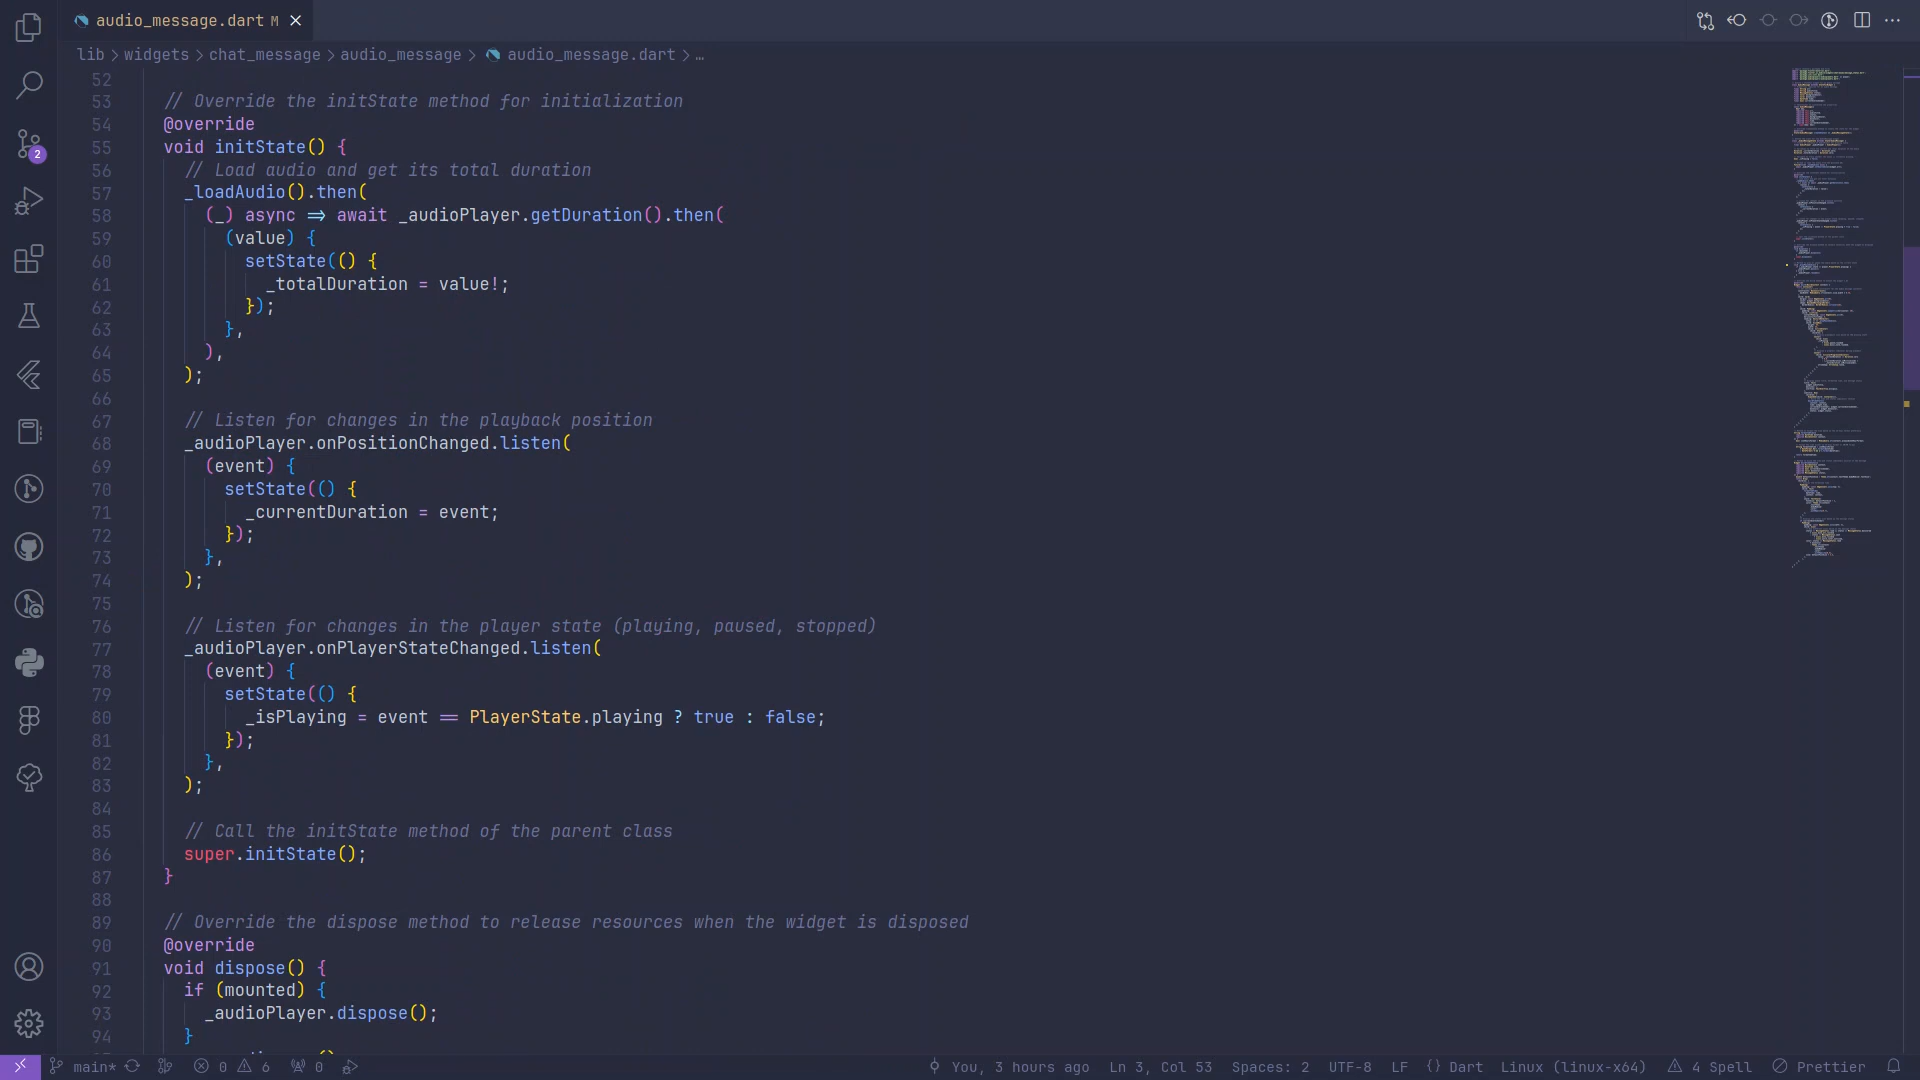 audio_message.dart M
lib > widgets > chat_message > audio_message > audio_message.dart > …
52
53 // Override the initState method for initialization
54 @override
55 void initState() {
56 // Load audio and get its total duration
57 _loadAudio().then(
58 (_) async => await _audioPlayer.getDuration().then(
59 (value) {
60 setState(() {
61 _totalDuration = value!;
62 });
63 },
64 ),
65 );
66
67 // Listen for changes in the playback position
68 _audioPlayer.onPositionChanged.listen(
69 (event) {
70 setState(() {
71 _currentDuration = event;
72 });
73 },
74 );
75
76 // Listen for changes in the player state (playing, paused, stopped)
77 _audioPlayer.onPlayerStateChanged.listen(
78 (event) {
79 setState(() {
80 _isPlaying = event == PlayerState.playing ? true : false;
81 });
82 },
83 );
84
85 // Call the initState method of the parent class
86 super.initState();
87 }
88
89 // Override the dispose method to release resources when the widget is disposed
90 @override
91 void dispose() {
92 if (mounted) {
93 _audioPlayer.dispose();
94 }
2
main* 0 6 0 You, 3 hours ago Ln 3, Col 53 Spaces: 2 UTF-8 LF {} Dart Linux (linux-x64) 4 Spell Prettier